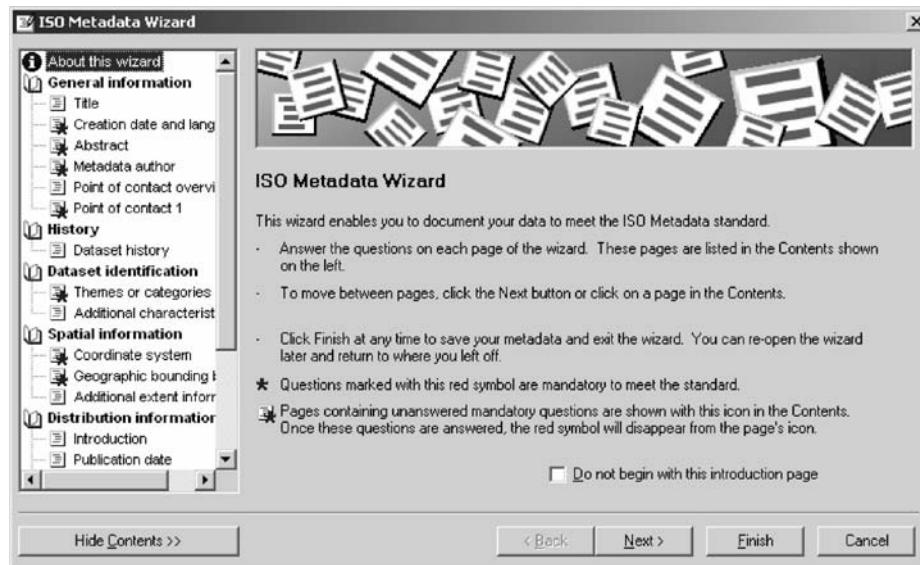 ISO Metadata Wizard
About this wizard
General information
Title
Creation date and lang
Abstract
Metadata author
Point of contact overvi
Point of contact 1
History
Dataset history
Dataset identification
Themes or categories
Additional characterist
Spatial information
Coordinate system
Geographic bounding b
Additional extent inforr
Distribution information
Introduction
Publication date
ISO Metadata Wizard
This wizard enables you to document your data to meet the ISO Metadata standard.
- Answer the questions on each page of the wizard. These pages are listed in the Contents shown
on the left.
- To move between pages, click the Next button or click on a page in the Contents.
- Click Finish at any time to save your metadata and exit the wizard. You can re-open the wizard
later and return to where you left off.
* Questions marked with this red symbol are mandatory to meet the standard.
Pages containing unanswered mandatory questions are shown with this icon in the Contents.
Once these questions are answered, the red symbol will disappear from the page's icon.
Do not begin with this introduction page
Hide Contents >>
< Back
Next >
Finish
Cancel